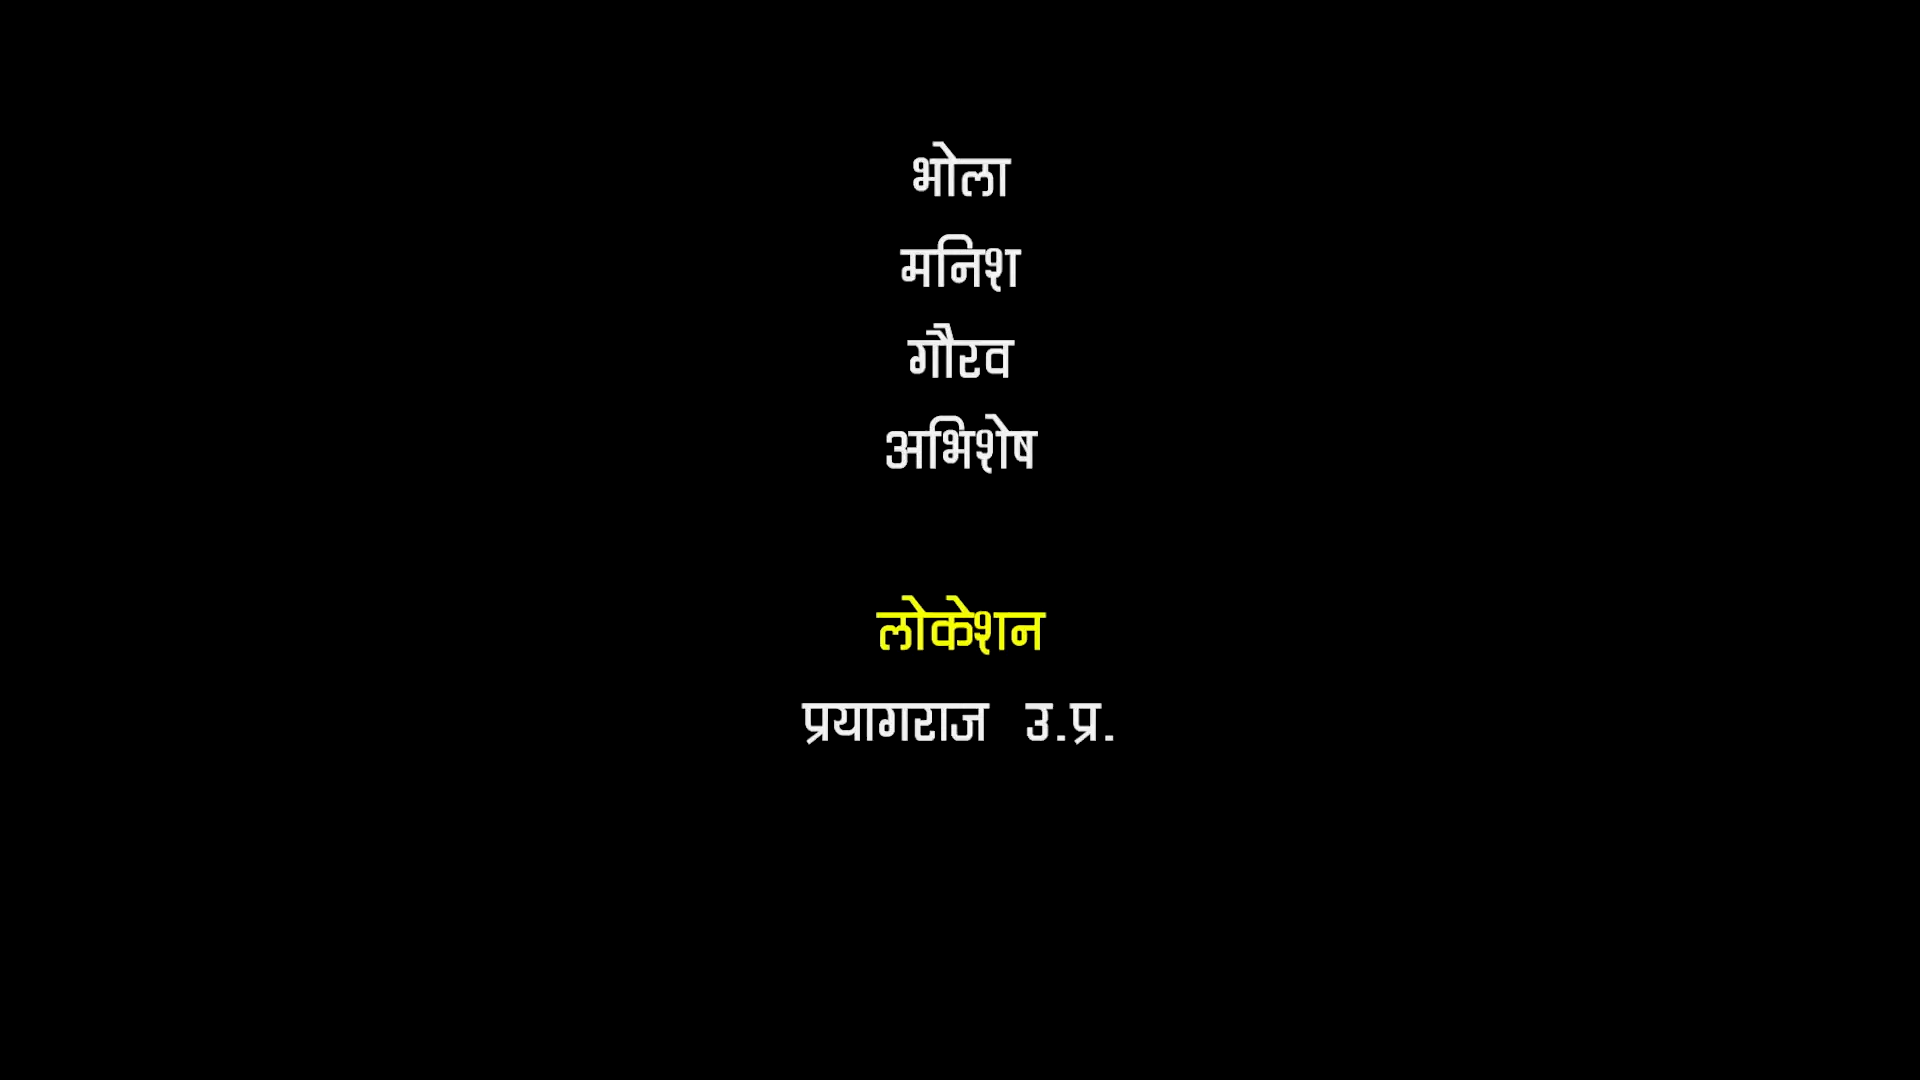 भोला
मनिश
गौरव
अभिशेष
लोकेशन
प्रयागराज उ.प्र.